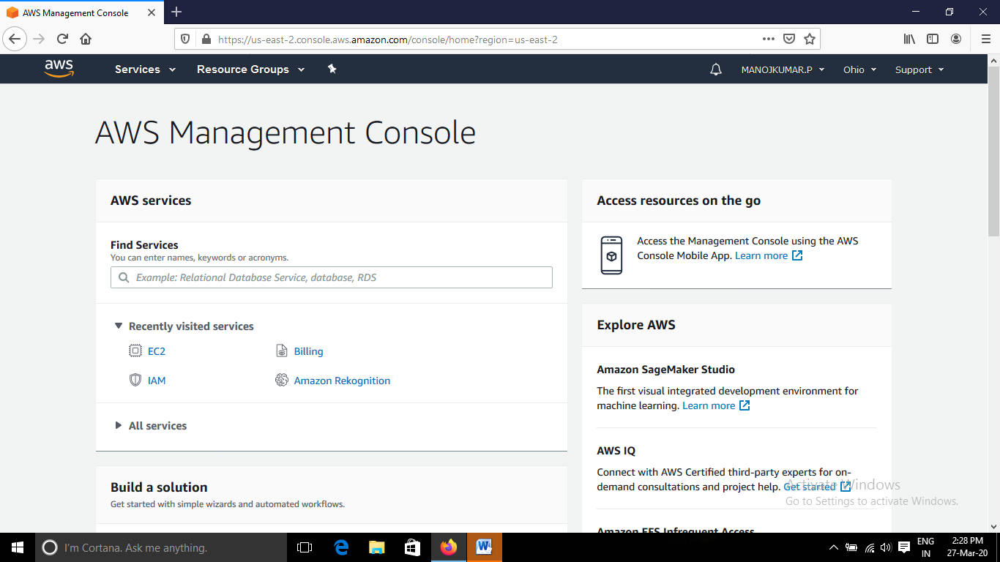 AWS Management Console
https://us-east-2.console.aws.amazon.com/console/home?region=us-east-2
aws
Services
Resource Groups
MANOJKUMAR.P
Ohio
Support
AWS Management Console
AWS services
Find Services
You can enter names, keywords or acronyms.
Example: Relational Database Service, database, RDS
Recently visited services
EC2
Billing
IAM
Amazon Rekognition
All services
Build a solution
Get started with simple wizards and automated workflows.
Access resources on the go
Access the Management Console using the AWS
Console Mobile App. Learn more
Explore AWS
Amazon SageMaker Studio
The first visual integrated development environment for
machine learning. Learn more
AWS IQ
Connect with AWS Certified third-party experts for on-
demand consultations and project help. Get started
Amazon EFS Infrequent Access
Activate Windows
Go to Settings to activate Windows.
I'm Cortana. Ask me anything.
ENG
IN
2:28 PM
27-Mar-20